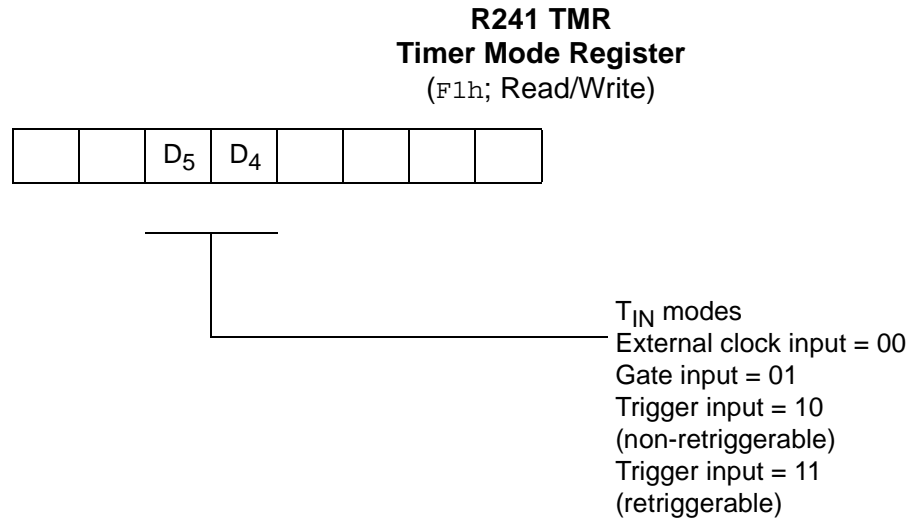 R241 TMR
Timer Mode Register
(F1h; Read/Write)
D5 D4
TIN modes
External clock input = 00
Gate input = 01
Trigger input = 10
(non-retriggerable)
Trigger input = 11
(retriggerable)